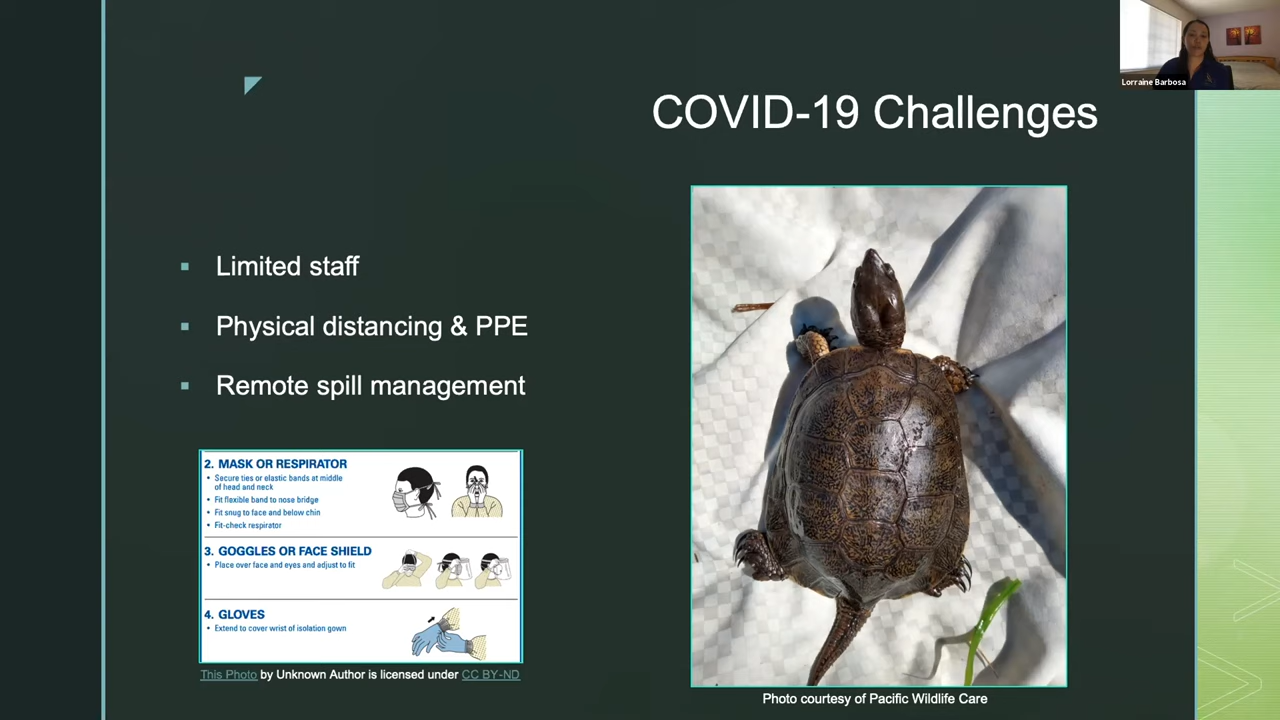 Lorraine Barbosa
COVID-19 Challenges
Limited staff
Physical distancing & PPE
Remote spill management
2. MASK OR RESPIRATOR
• Secure ties or elastic bands at middle
of head and neck
• Fit flexible band to nose bridge
• Fit snug to face and below chin
• Fit-check respirator
3. GOGGLES OR FACE SHIELD
• Place over face and eyes and adjust to fit
4. GLOVES
• Extend to cover wrist of isolation gown
This Photo by Unknown Author is licensed under CC BY-ND
Photo courtesy of Pacific Wildlife Care